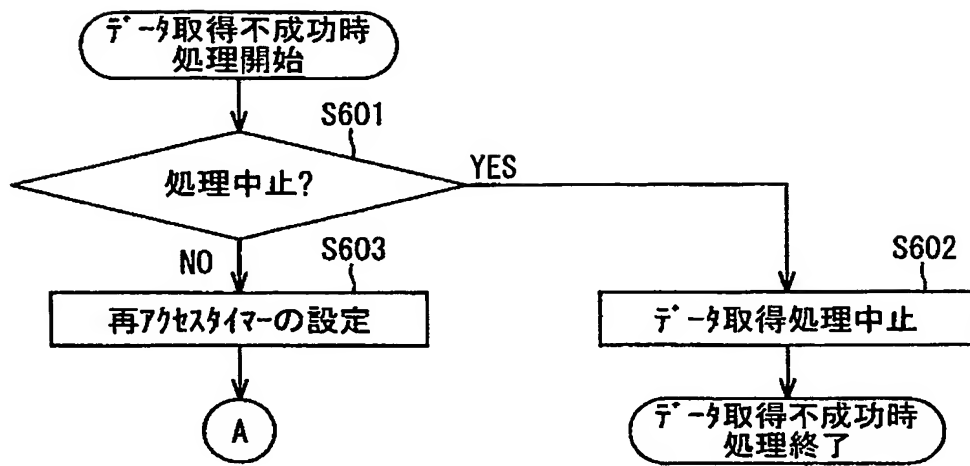 データ取得不成功時
処理開始
S601
処理中止?
YES
NO
S603
S602
再アクセスタイマーの設定
データ取得処理中止
A
データ取得不成功時
処理終了